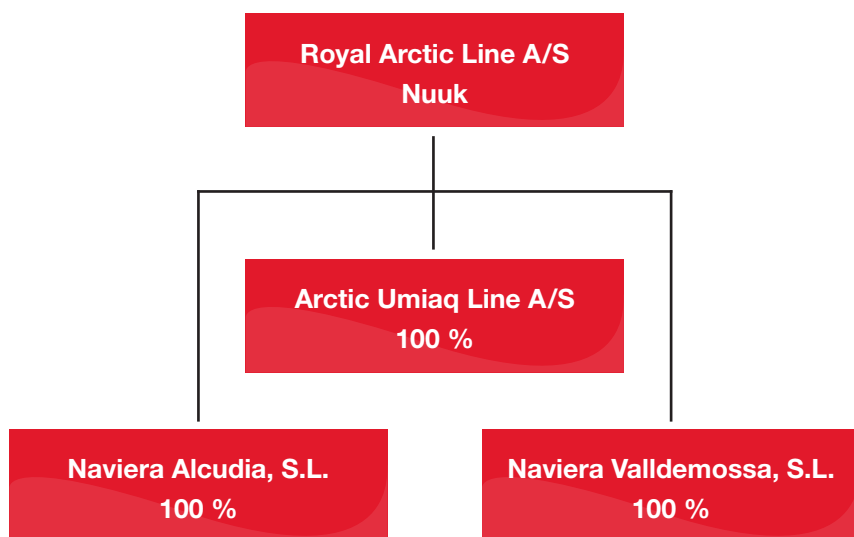 Royal Arctic Line A/S
Nuuk
Arctic Umiaq Line A/S
100 %
Naviera Alcudia, S.L.
100 %
Naviera Valldemossa, S.L.
100 %